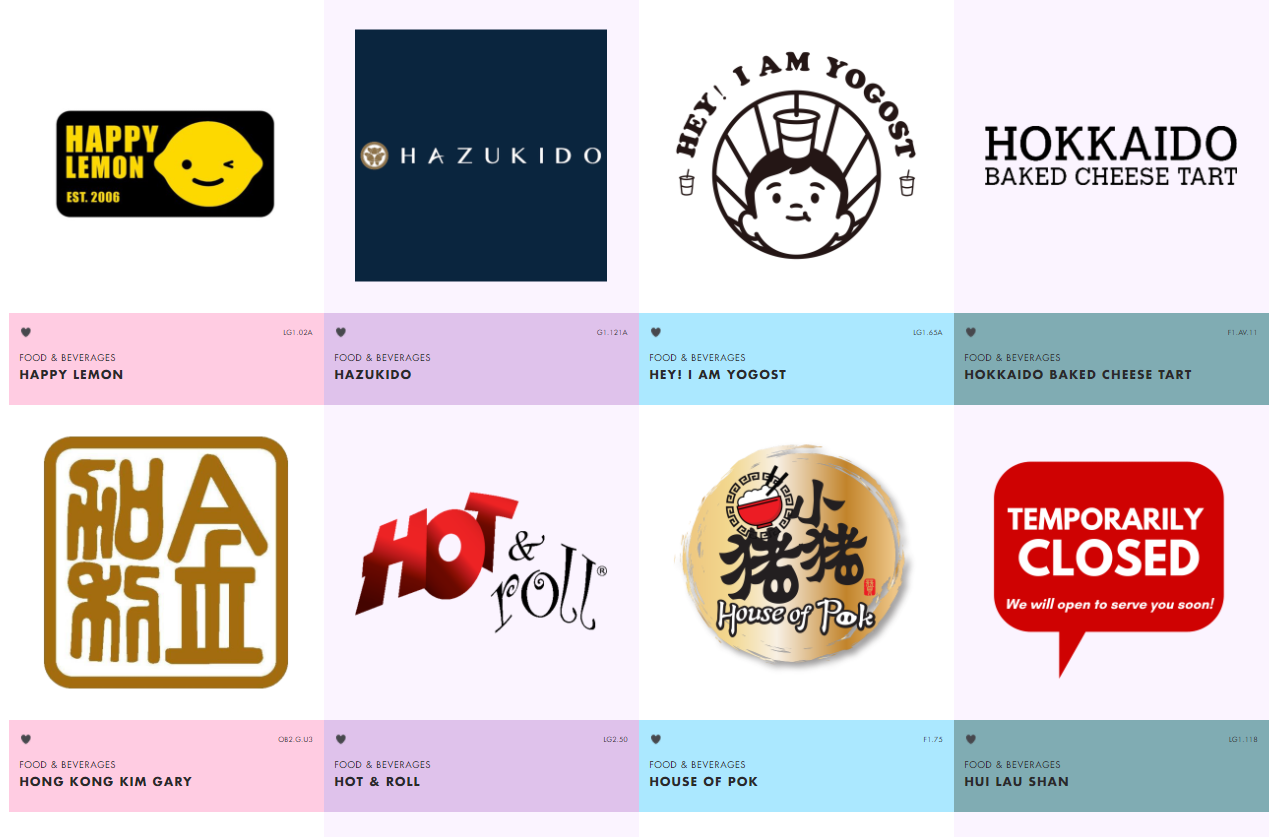 HAPPY
LEMON
EST. 2006
HAZUKIDO
HEY! I AM YOGOST
HOKKAIDO
BAKED CHEESE TART
LG1.02A
FOOD & BEVERAGES
HAPPY LEMON
G1.121A
FOOD & BEVERAGES
HAZUKIDO
LG1.65A
FOOD & BEVERAGES
HEY! I AM YOGOST
F1.AV.11
FOOD & BEVERAGES
HOKKAIDO BAKED CHEESE TART
HOT
&
roll®
小
猪猪
House of Pok
TEMPORARILY
CLOSED
We will open to serve you soon!
OB2.G.U3
FOOD & BEVERAGES
HONG KONG KIM GARY
LG2.50
FOOD & BEVERAGES
HOT & ROLL
F1.75
FOOD & BEVERAGES
HOUSE OF POK
LG1.11B
FOOD & BEVERAGES
HUI LAU SHAN